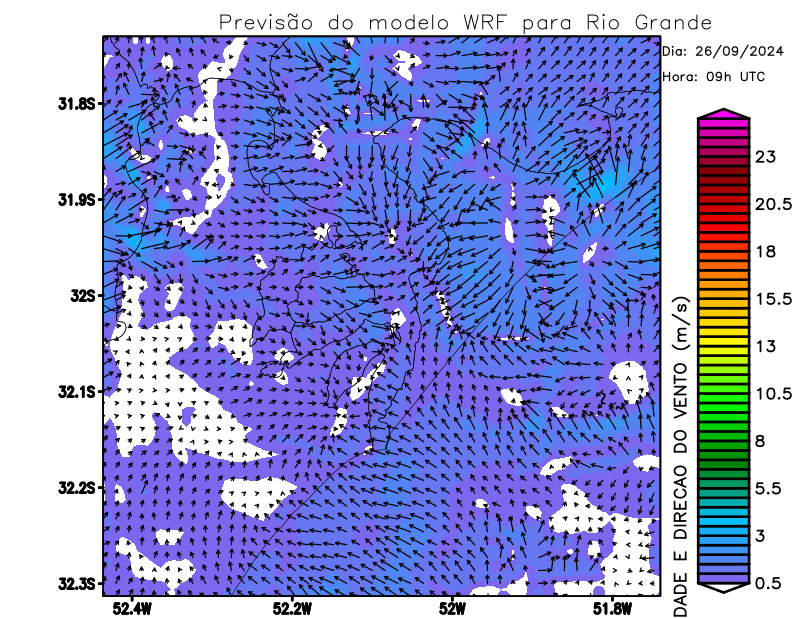 Previsão do modelo WRF para Rio Grande
Dia: 26/09/2024
Hora: 09h UTC
31.8S
31.9S
32S
32.1S
32.2S
32.3S
52.4W
52.2W
52W
51.8W
23
20.5
18
15.5
13
10.5
8
5.5
3
0.5
DADE E DIRECAO DO VENTO (m/s)